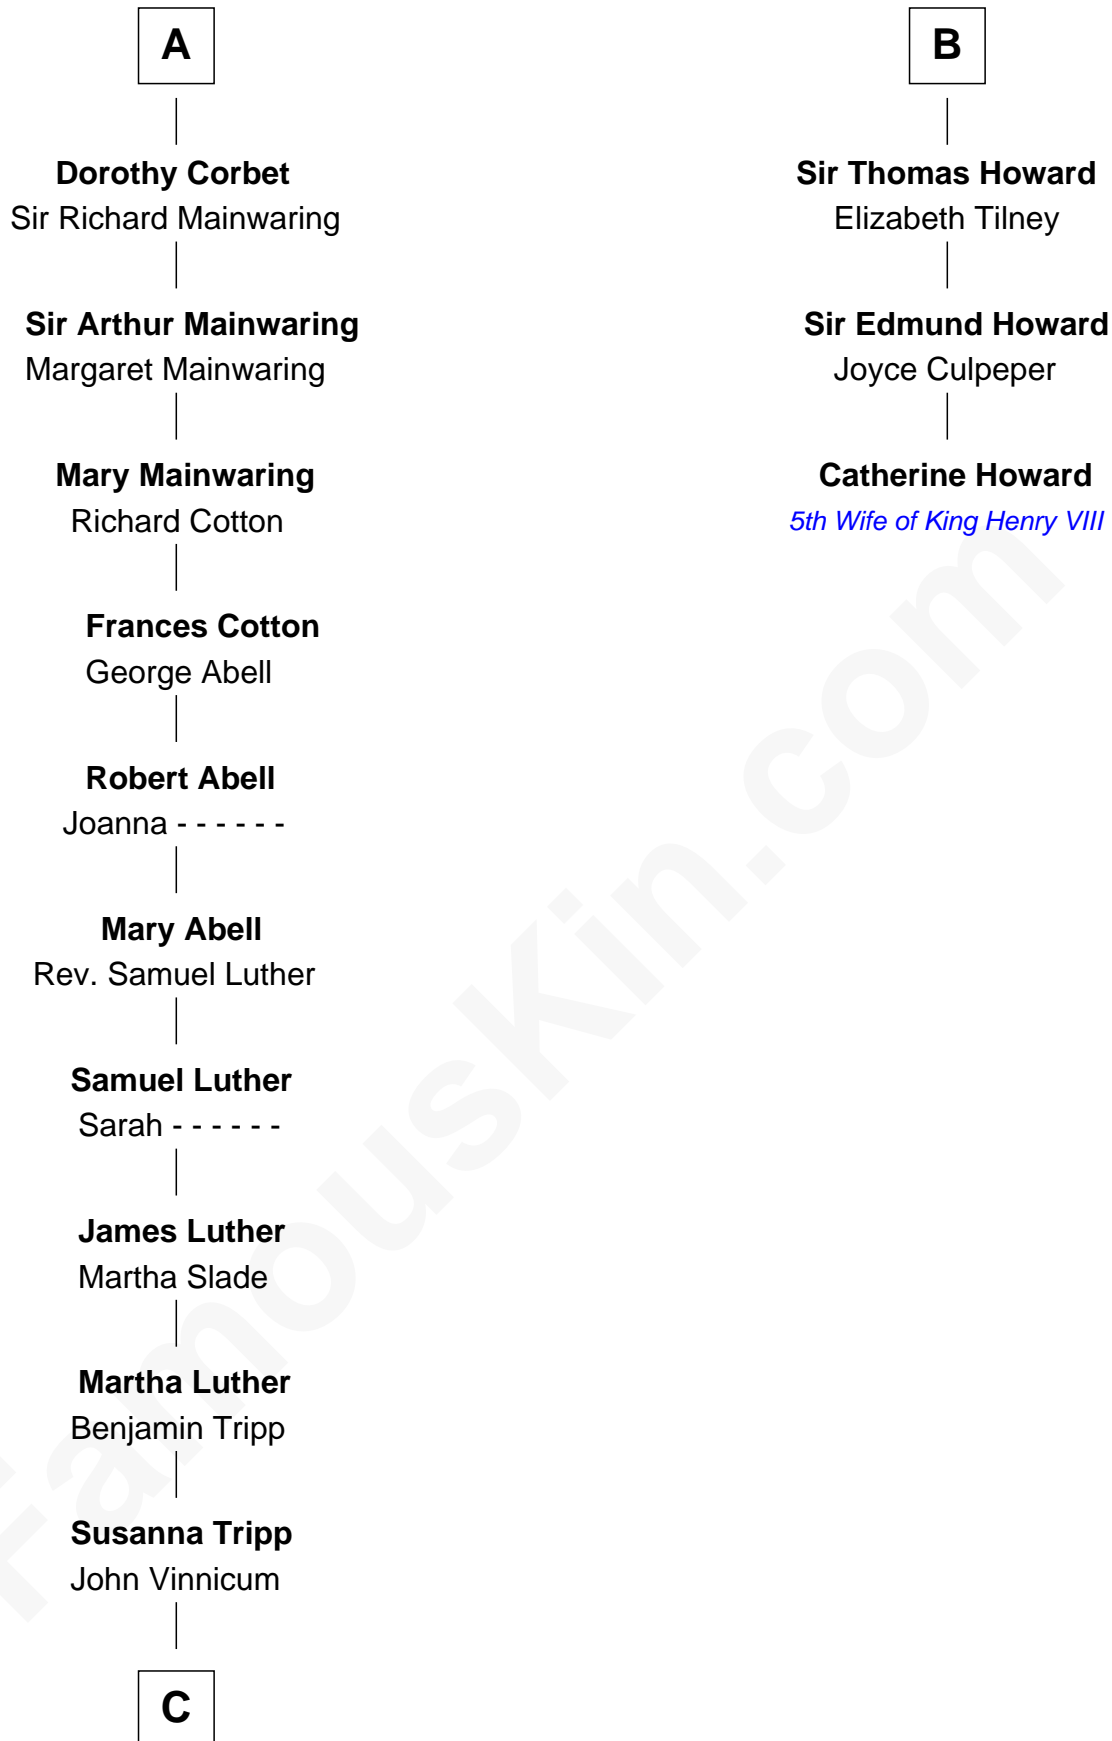 A
Dorothy Corbet
Sir Richard Mainwaring
Sir Arthur Mainwaring
Margaret Mainwaring
Mary Mainwaring
Richard Cotton
Frances Cotton
George Abell
Robert Abell
Joanna - - - - - -
Mary Abell
Rev. Samuel Luther
Samuel Luther
Sarah - - - - - -
James Luther
Martha Slade
Martha Luther
Benjamin Tripp
Susanna Tripp
John Vinnicum
C
B
Sir Thomas Howard
Elizabeth Tilney
Sir Edmund Howard
Joyce Culpeper
Catherine Howard
5th Wife of King Henry VIII
FamousKin.com